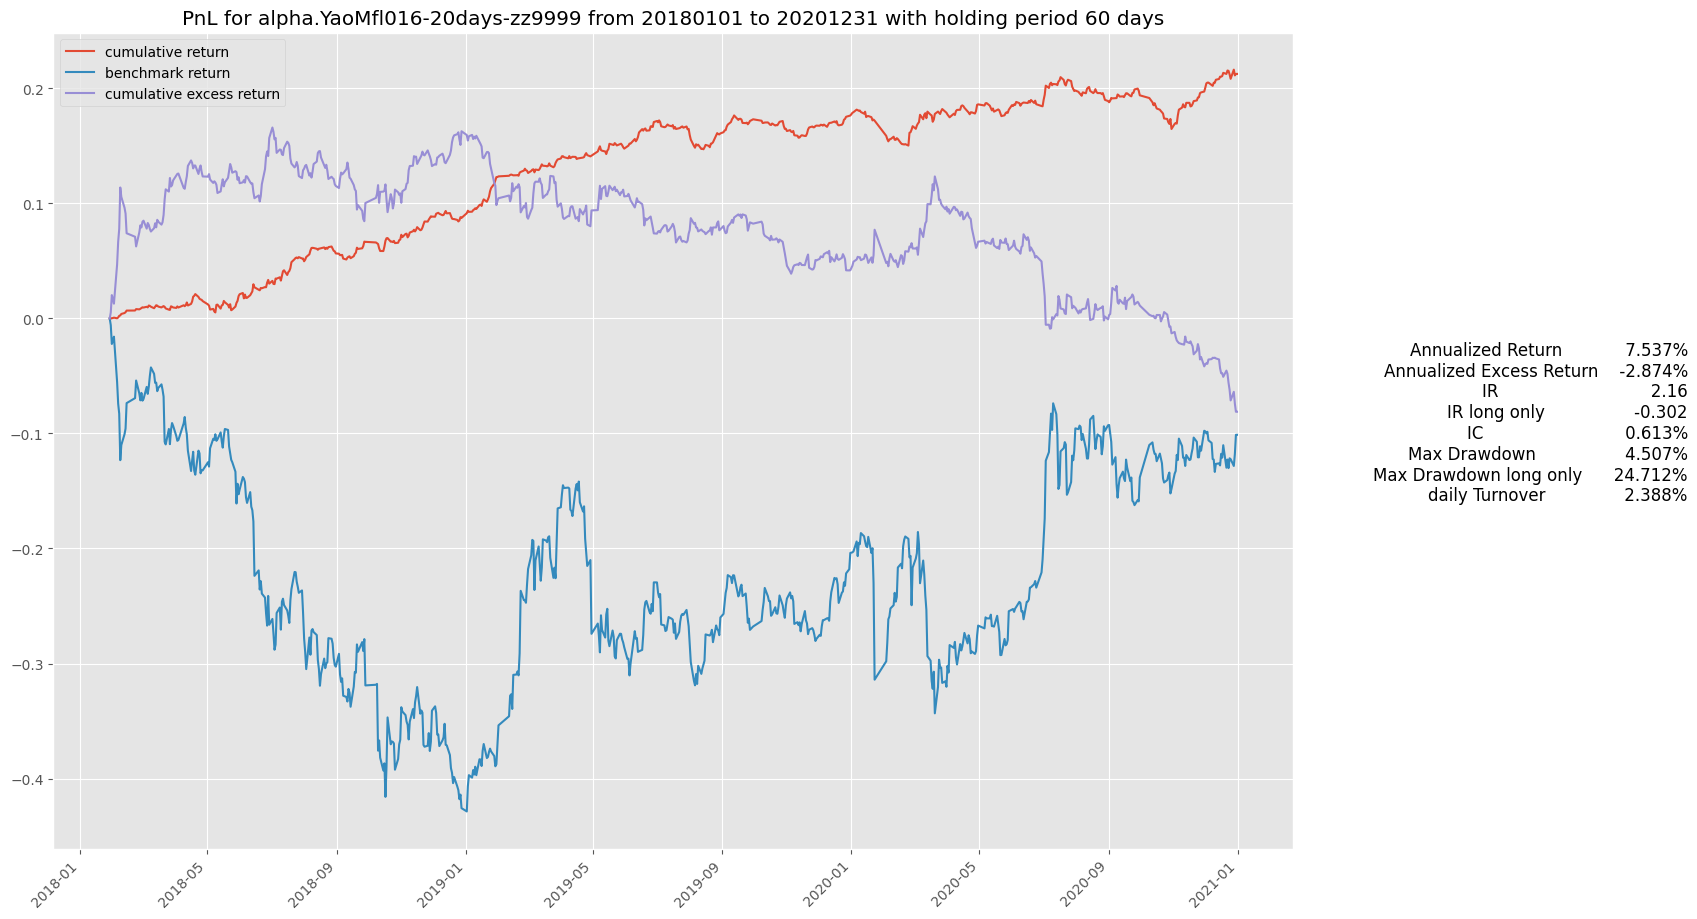 PnL for alpha.YaoMfl016-20days-zz9999 from 20180101 to 20201231 with holding period 60 days
cumulative return
benchmark return
cumulative excess return
0.2
0.1
0.0
−0.1
−0.2
−0.3
−0.4
2018-01
2018-05
2018-09
2019-01
2019-05
2019-09
2020-01
2020-05
2020-09
2021-01
Annualized Return 7.537%
Annualized Excess Return -2.874%
IR 2.16
IR long only -0.302
IC 0.613%
Max Drawdown 4.507%
Max Drawdown long only 24.712%
daily Turnover 2.388%